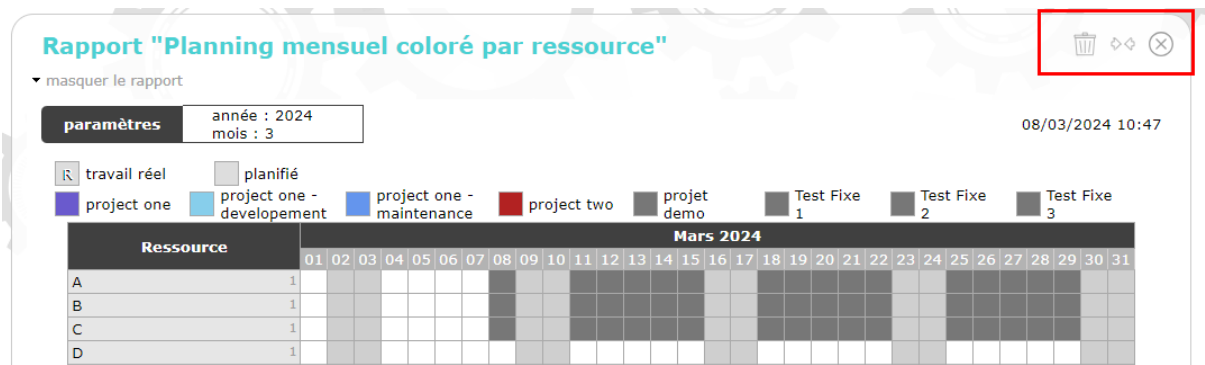 Rapport "Planning mensuel coloré par ressource"
masquer le rapport
paramètres
année : 2024
mois : 3
08/03/2024 10:47
R travail réel planifié
project one
project one - developement
project one - maintenance
project two
projet demo
Test Fixe 1
Test Fixe 2
Test Fixe 3
Ressource
Mars 2024
01 02 03 04 05 06 07 08 09 10 11 12 13 14 15 16 17 18 19 20 21 22 23 24 25 26 27 28 29 30 31
A 1
B 1
C 1
D 1